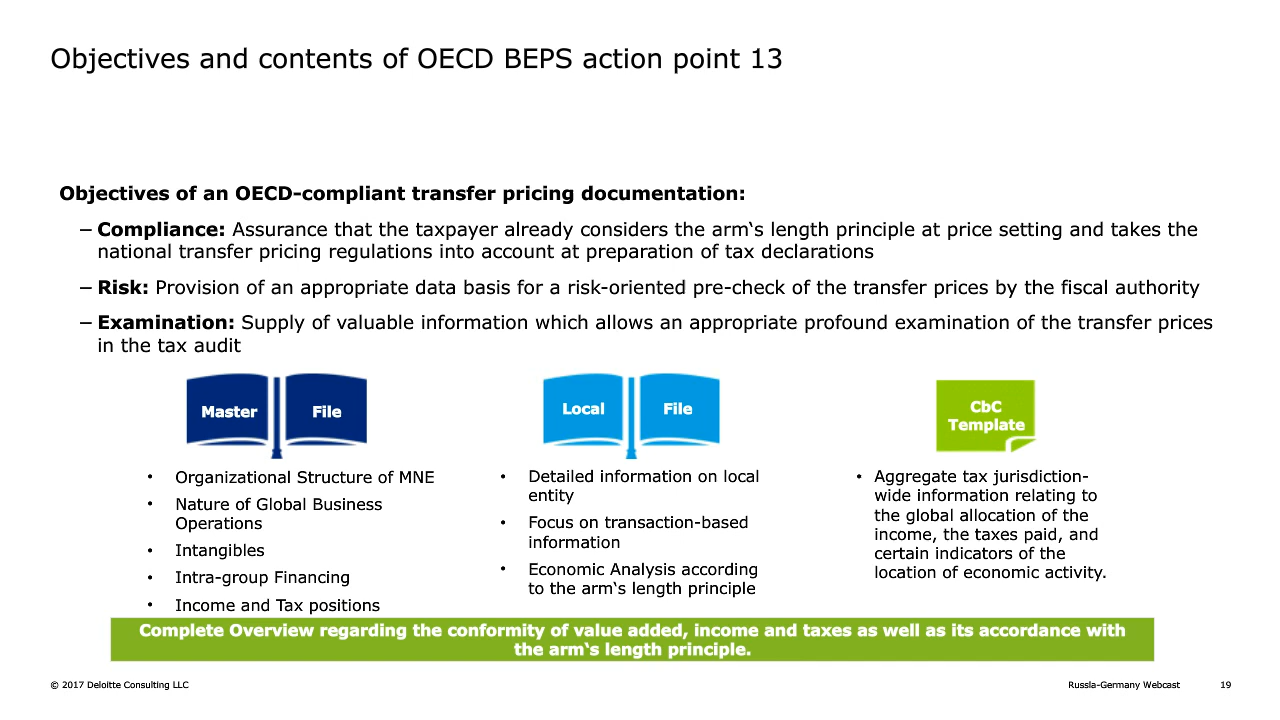 Objectives and contents of OECD BEPS action point 13
Objectives of an OECD-compliant transfer pricing documentation:
– Compliance: Assurance that the taxpayer already considers the arm‘s length principle at price setting and takes the
national transfer pricing regulations into account at preparation of tax declarations
– Risk: Provision of an appropriate data basis for a risk-oriented pre-check of the transfer prices by the fiscal authority
– Examination: Supply of valuable information which allows an appropriate profound examination of the transfer prices
in the tax audit
Master File
• Organizational Structure of MNE
• Nature of Global Business
Operations
• Intangibles
• Intra-group Financing
• Income and Tax positions
Local File
• Detailed information on local
entity
• Focus on transaction-based
information
• Economic Analysis according
to the arm‘s length principle
CbC
Template
• Aggregate tax jurisdiction-
wide information relating to
the global allocation of the
income, the taxes paid, and
certain indicators of the
location of economic activity.
Complete Overview regarding the conformity of value added, income and taxes as well as its accordance with
the arm‘s length principle.
© 2017 Deloitte Consulting LLC
Russla-Germany Webcast
19